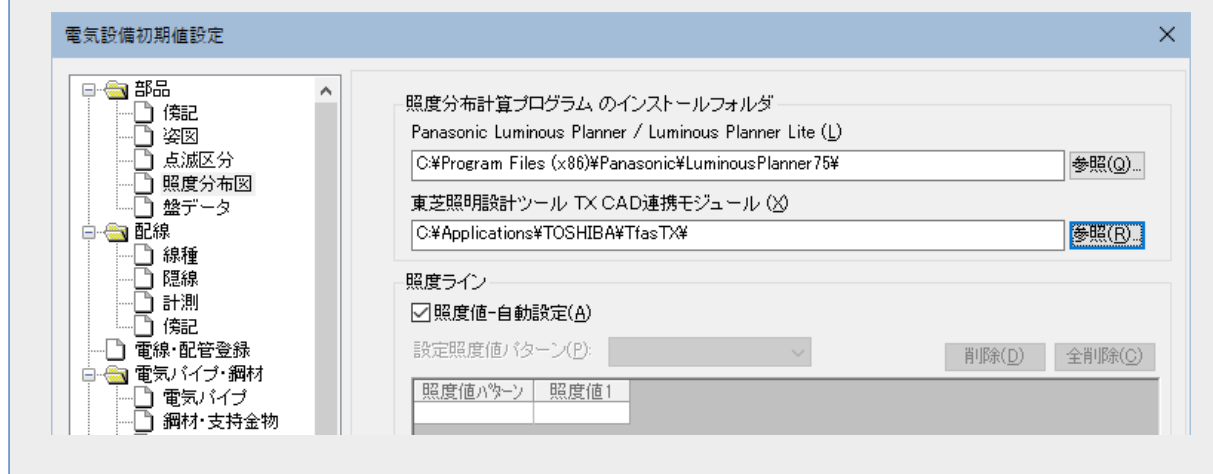 電気設備初期値設定
部品
傍記
姿図
点滅区分
照度分布図
盤データ
配線
線種
隠線
計測
傍記
電線・配管登録
電気パイプ・鋼材
電気パイプ
鋼材・支持金物
照度分布計算プログラム のインストールフォルダ
Panasonic Luminous Planner / Luminous Planner Lite (L)
C:¥Program Files (x86)¥Panasonic¥LuminousPlanner75¥
参照(Q)...
東芝照明設計ツール TX CAD連携モジュール (X)
C:¥Applications¥TOSHIBA¥TfasTX¥
参照(R)...
照度ライン
照度値-自動設定(A)
設定照度値パターン(P):
削除(D)
全削除(C)
照度値パターン
照度値1